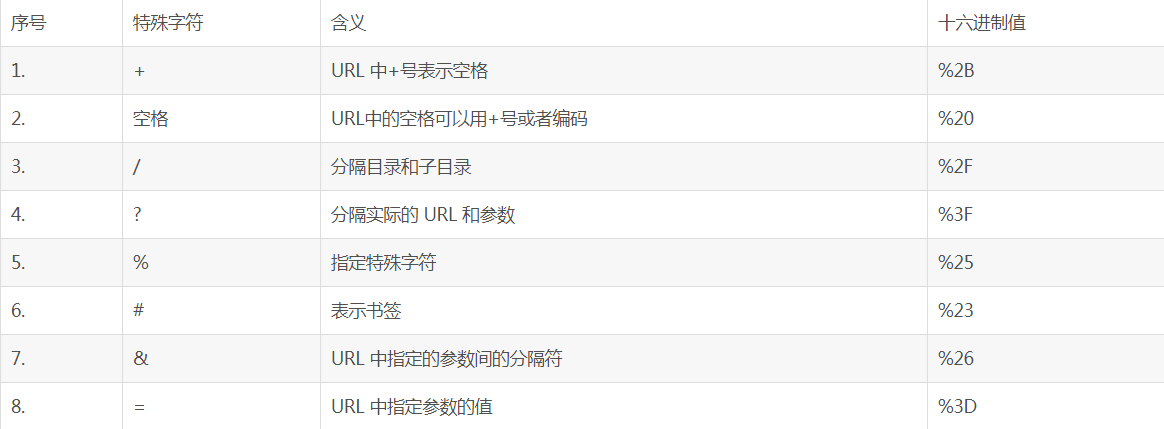 序号 特殊字符 含义 十六进制值
1. + URL 中+号表示空格 %2B
2. 空格 URL中的空格可以用+号或者编码 %20
3. / 分隔目录和子目录 %2F
4. ? 分隔实际的 URL 和参数 %3F
5. % 指定特殊字符 %25
6. # 表示书签 %23
7. & URL 中指定的参数间的分隔符 %26
8. = URL 中指定参数的值 %3D